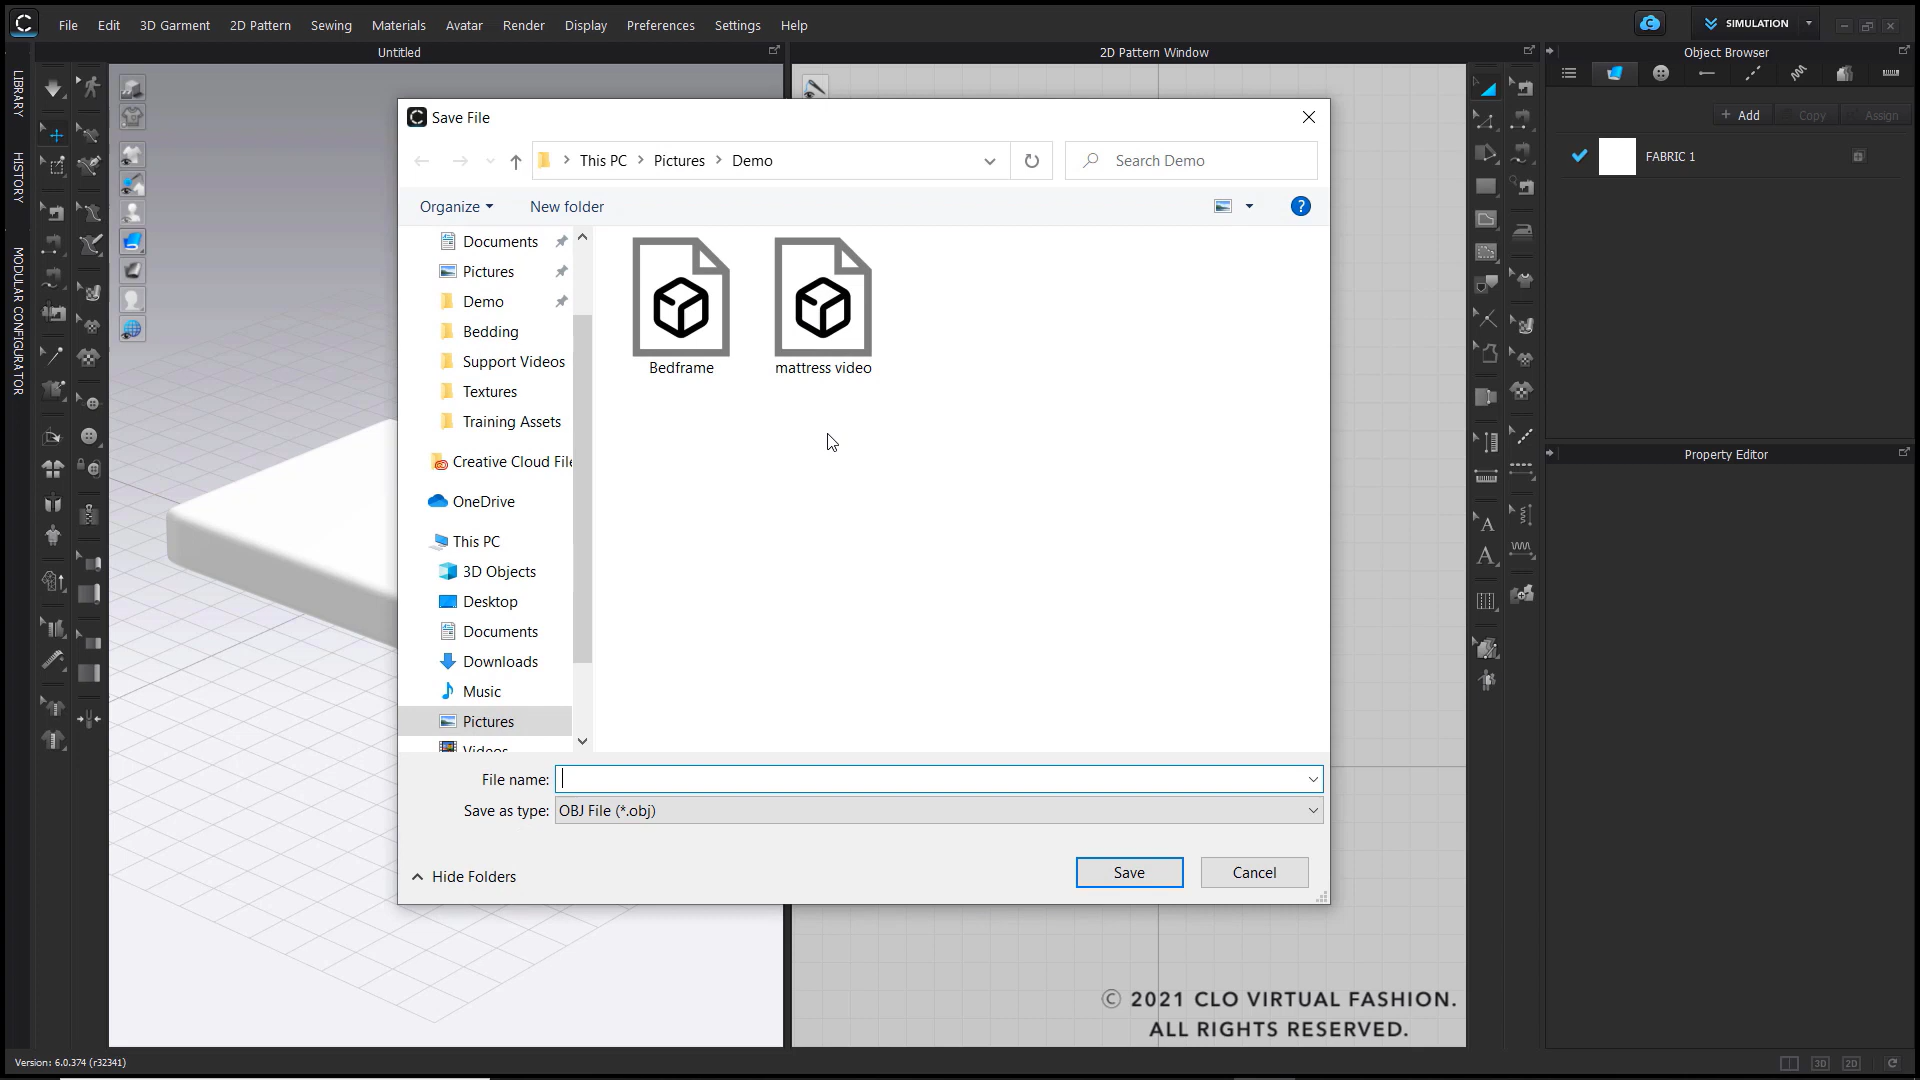 File Edit 3D Garment 2D Pattern Sewing Materials Avatar Render Display Preferences Settings Help
SIMULATION
Untitled
2D Pattern Window
Object Browser
LIBRARY
HISTORY
MODULAR CONFIGURATOR
+ Add Copy Assign
FABRIC 1
Property Editor
Save File
This PC > Pictures > Demo
Search Demo
Organize
New folder
Documents
Pictures
Demo
Bedding
Support Videos
Textures
Training Assets
Creative Cloud File
OneDrive
This PC
3D Objects
Desktop
Documents
Downloads
Music
Pictures
Videos
Bedframe
mattress video
File name:
Save as type: OBJ File (*.obj)
Hide Folders
Save
Cancel
© 2021 CLO VIRTUAL FASHION.
ALL RIGHTS RESERVED.
Version: 6.0.374 (r32341)
3D 2D